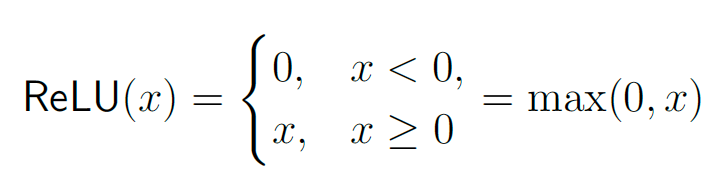 ReLU(x) = { 0, x < 0,
x, x ≥ 0 = max(0, x)